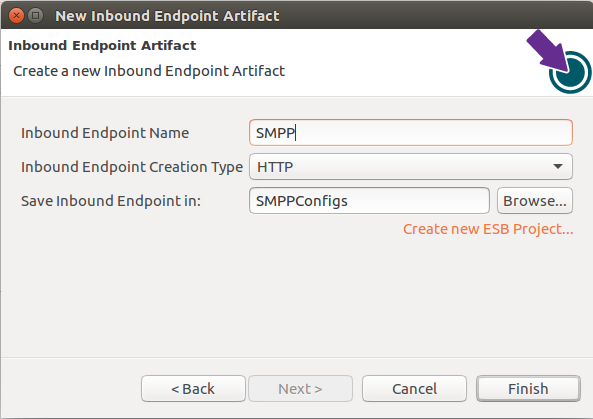 New Inbound Endpoint Artifact
Inbound Endpoint Artifact
Create a new Inbound Endpoint Artifact
Inbound Endpoint Name SMPP
Inbound Endpoint Creation Type HTTP
Save Inbound Endpoint in: SMPPConfigs Browse...
Create new ESB Project...
< Back Next > Cancel Finish